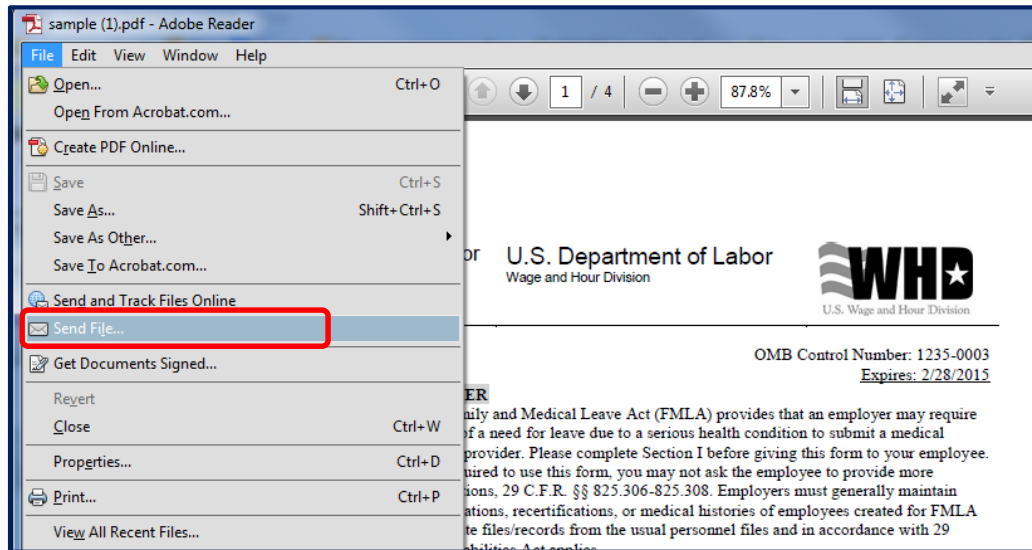 sample (1).pdf - Adobe Reader
File Edit View Window Help
Open... Ctrl+O
Open From Acrobat.com...
Create PDF Online...
Save Ctrl+S
Save As... Shift+Ctrl+S
Save As Other...
Save To Acrobat.com...
Send and Track Files Online
Send File...
Get Documents Signed...
Revert
Close Ctrl+W
Properties... Ctrl+D
Print... Ctrl+P
View All Recent Files...
1 / 4 87.8%
or U.S. Department of Labor
Wage and Hour Division
WHD
U.S. Wage and Hour Division
OMB Control Number: 1235-0003
Expires: 2/28/2015
ER
nily and Medical Leave Act (FMLA) provides that an employer may require
of a need for leave due to a serious health condition to submit a medical
provider. Please complete Section I before giving this form to your employee.
uired to use this form, you may not ask the employee to provide more
ions, 29 C.F.R. §§ 825.306-825.308. Employers must generally maintain
ations, recertifications, or medical histories of employees created for FMLA
te files/records from the usual personnel files and in accordance with 29
abilities Act applies